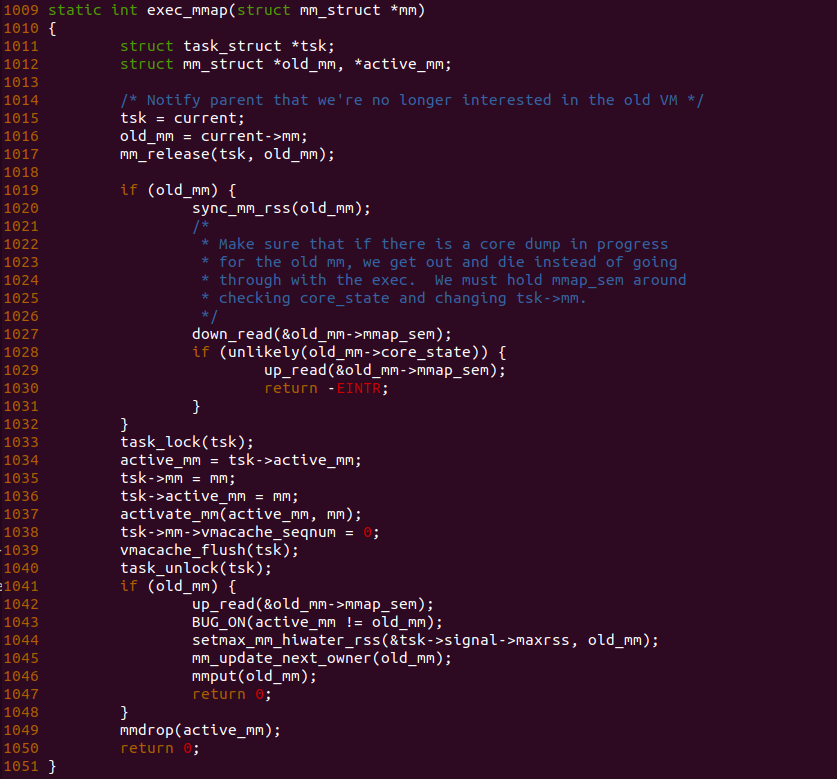 1009 static int exec_mmap(struct mm_struct *mm)
1010 {
1011         struct task_struct *tsk;
1012         struct mm_struct *old_mm, *active_mm;
1013
1014         /* Notify parent that we're no longer interested in the old VM */
1015         tsk = current;
1016         old_mm = current->mm;
1017         mm_release(tsk, old_mm);
1018
1019         if (old_mm) {
1020                 sync_mm_rss(old_mm);
1021                 /*
1022                  * Make sure that if there is a core dump in progress
1023                  * for the old mm, we get out and die instead of going
1024                  * through with the exec.  We must hold mmap_sem around
1025                  * checking core_state and changing tsk->mm.
1026                  */
1027                 down_read(&old_mm->mmap_sem);
1028                 if (unlikely(old_mm->core_state)) {
1029                         up_read(&old_mm->mmap_sem);
1030                         return -EINTR;
1031                 }
1032         }
1033         task_lock(tsk);
1034         active_mm = tsk->active_mm;
1035         tsk->mm = mm;
1036         tsk->active_mm = mm;
1037         activate_mm(active_mm, mm);
1038         tsk->mm->vmacache_seqnum = 0;
1039         vmacache_flush(tsk);
1040         task_unlock(tsk);
1041         if (old_mm) {
1042                 up_read(&old_mm->mmap_sem);
1043                 BUG_ON(active_mm != old_mm);
1044                 setmax_mm_hiwater_rss(&tsk->signal->maxrss, old_mm);
1045                 mm_update_next_owner(old_mm);
1046                 mmput(old_mm);
1047                 return 0;
1048         }
1049         mmdrop(active_mm);
1050         return 0;
1051 }